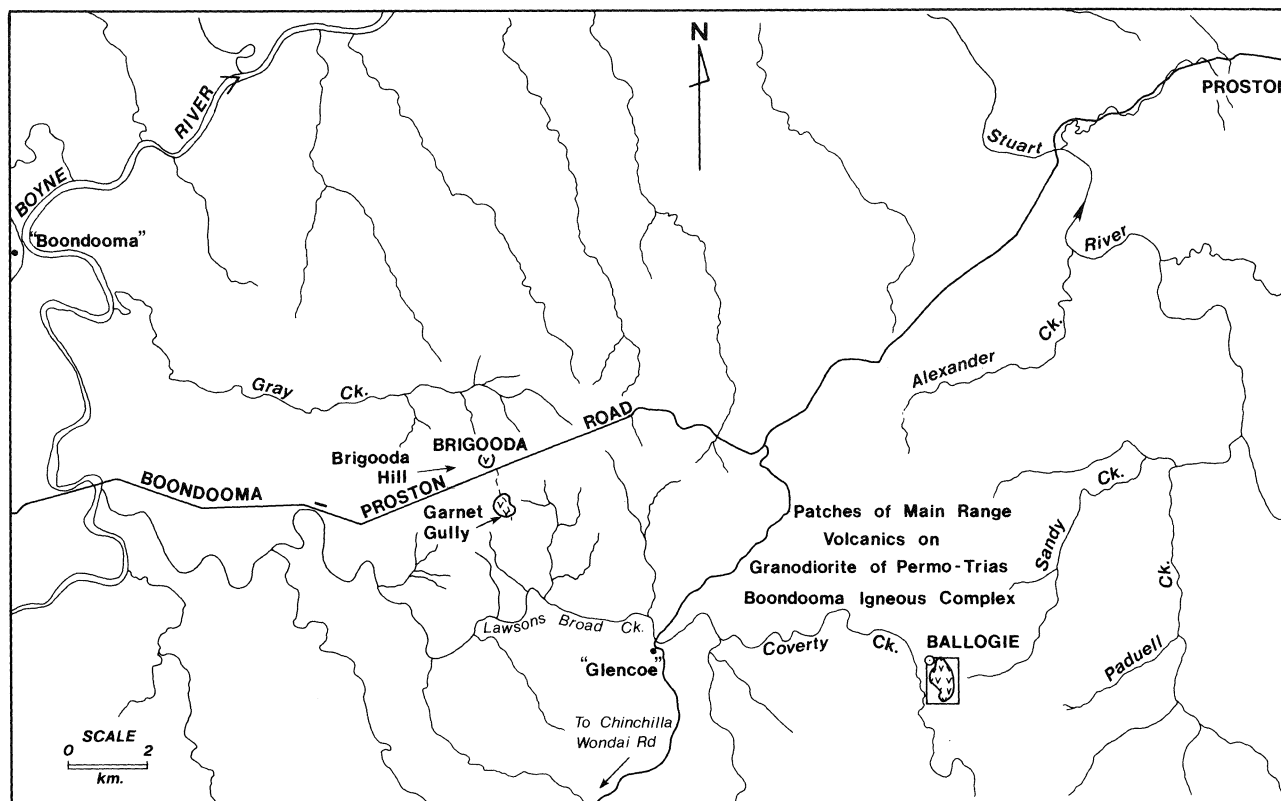 N
PROSTON
Stuart
RIVER
BOYNE
"Boondooma"
River
Ck.
Alexander
Gray Ck.
ROAD
BRIGOODA
Brigooda
Hill
BOONDOOMA
PROSTON
Garnet
Gully
Patches of Main Range
Volcanics on
Granodiorite of Permo-Trias
Boondooma Igneous Complex
Ck.
Sandy
Ck.
Paduell
Lawsons Broad Ck.
"Glencoe"
Coverty Ck.
BALLOGIE
v
v v v v v v
To Chinchilla
Wondai Rd
SCALE
0 2
km.